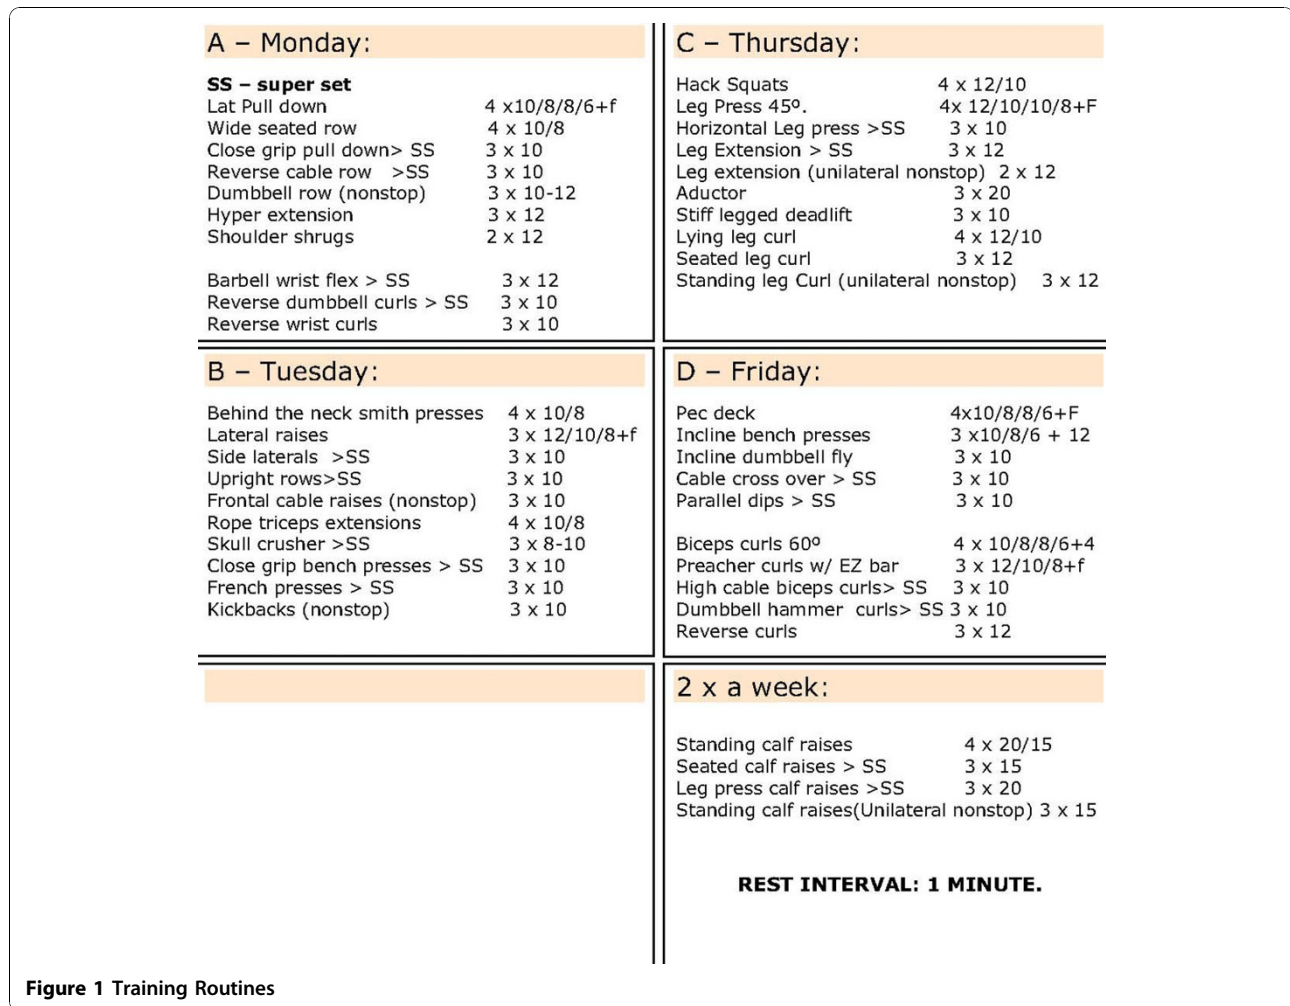 A – Monday:
SS – super set
Lat Pull down 4 x10/8/8/6+f
Wide seated row 4 x 10/8
Close grip pull down> SS 3 x 10
Reverse cable row >SS 3 x 10
Dumbbell row (nonstop) 3 x 10-12
Hyper extension 3 x 12
Shoulder shrugs 2 x 12
Barbell wrist flex > SS 3 x 12
Reverse dumbbell curls > SS 3 x 10
Reverse wrist curls 3 x 10
C – Thursday:
Hack Squats 4 x 12/10
Leg Press 45º. 4x 12/10/10/8+F
Horizontal Leg press >SS 3 x 10
Leg Extension > SS 3 x 12
Leg extension (unilateral nonstop) 2 x 12
Aductor 3 x 20
Stiff legged deadlift 3 x 10
Lying leg curl 4 x 12/10
Seated leg curl 3 x 12
Standing leg Curl (unilateral nonstop) 3 x 12
B – Tuesday:
Behind the neck smith presses 4 x 10/8
Lateral raises 3 x 12/10/8+f
Side laterals >SS 3 x 10
Upright rows>SS 3 x 10
Frontal cable raises (nonstop) 3 x 10
Rope triceps extensions 4 x 10/8
Skull crusher >SS 3 x 8-10
Close grip bench presses > SS 3 x 10
French presses > SS 3 x 10
Kickbacks (nonstop) 3 x 10
D – Friday:
Pec deck 4x10/8/8/6+F
Incline bench presses 3 x10/8/6 + 12
Incline dumbbell fly 3 x 10
Cable cross over > SS 3 x 10
Parallel dips > SS 3 x 10
Biceps curls 60º 4 x 10/8/8/6+4
Preacher curls w/ EZ bar 3 x 12/10/8+f
High cable biceps curls> SS 3 x 10
Dumbbell hammer curls> SS 3 x 10
Reverse curls 3 x 12
2 x a week:
Standing calf raises 4 x 20/15
Seated calf raises > SS 3 x 15
Leg press calf raises >SS 3 x 20
Standing calf raises(Unilateral nonstop) 3 x 15
REST INTERVAL: 1 MINUTE.
Figure 1 Training Routines